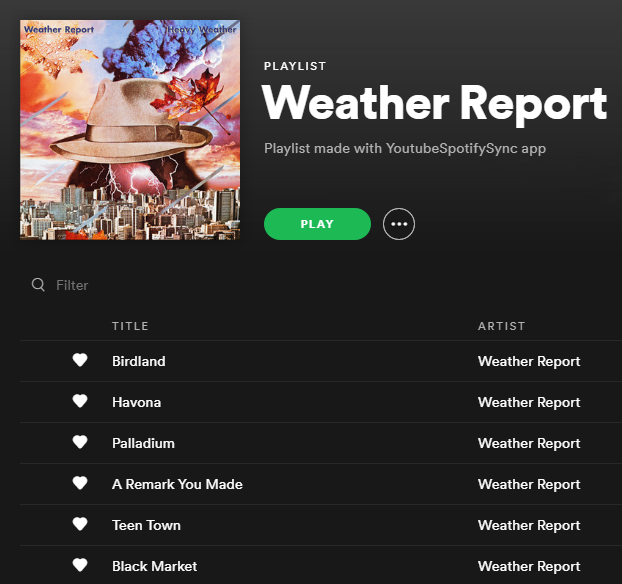 Weather Report Heavy Weather
PLAYLIST
Weather Report
Playlist made with YoutubeSpotifySync app
PLAY
Filter
TITLE ARTIST
Birdland Weather Report
Havona Weather Report
Palladium Weather Report
A Remark You Made Weather Report
Teen Town Weather Report
Black Market Weather Report